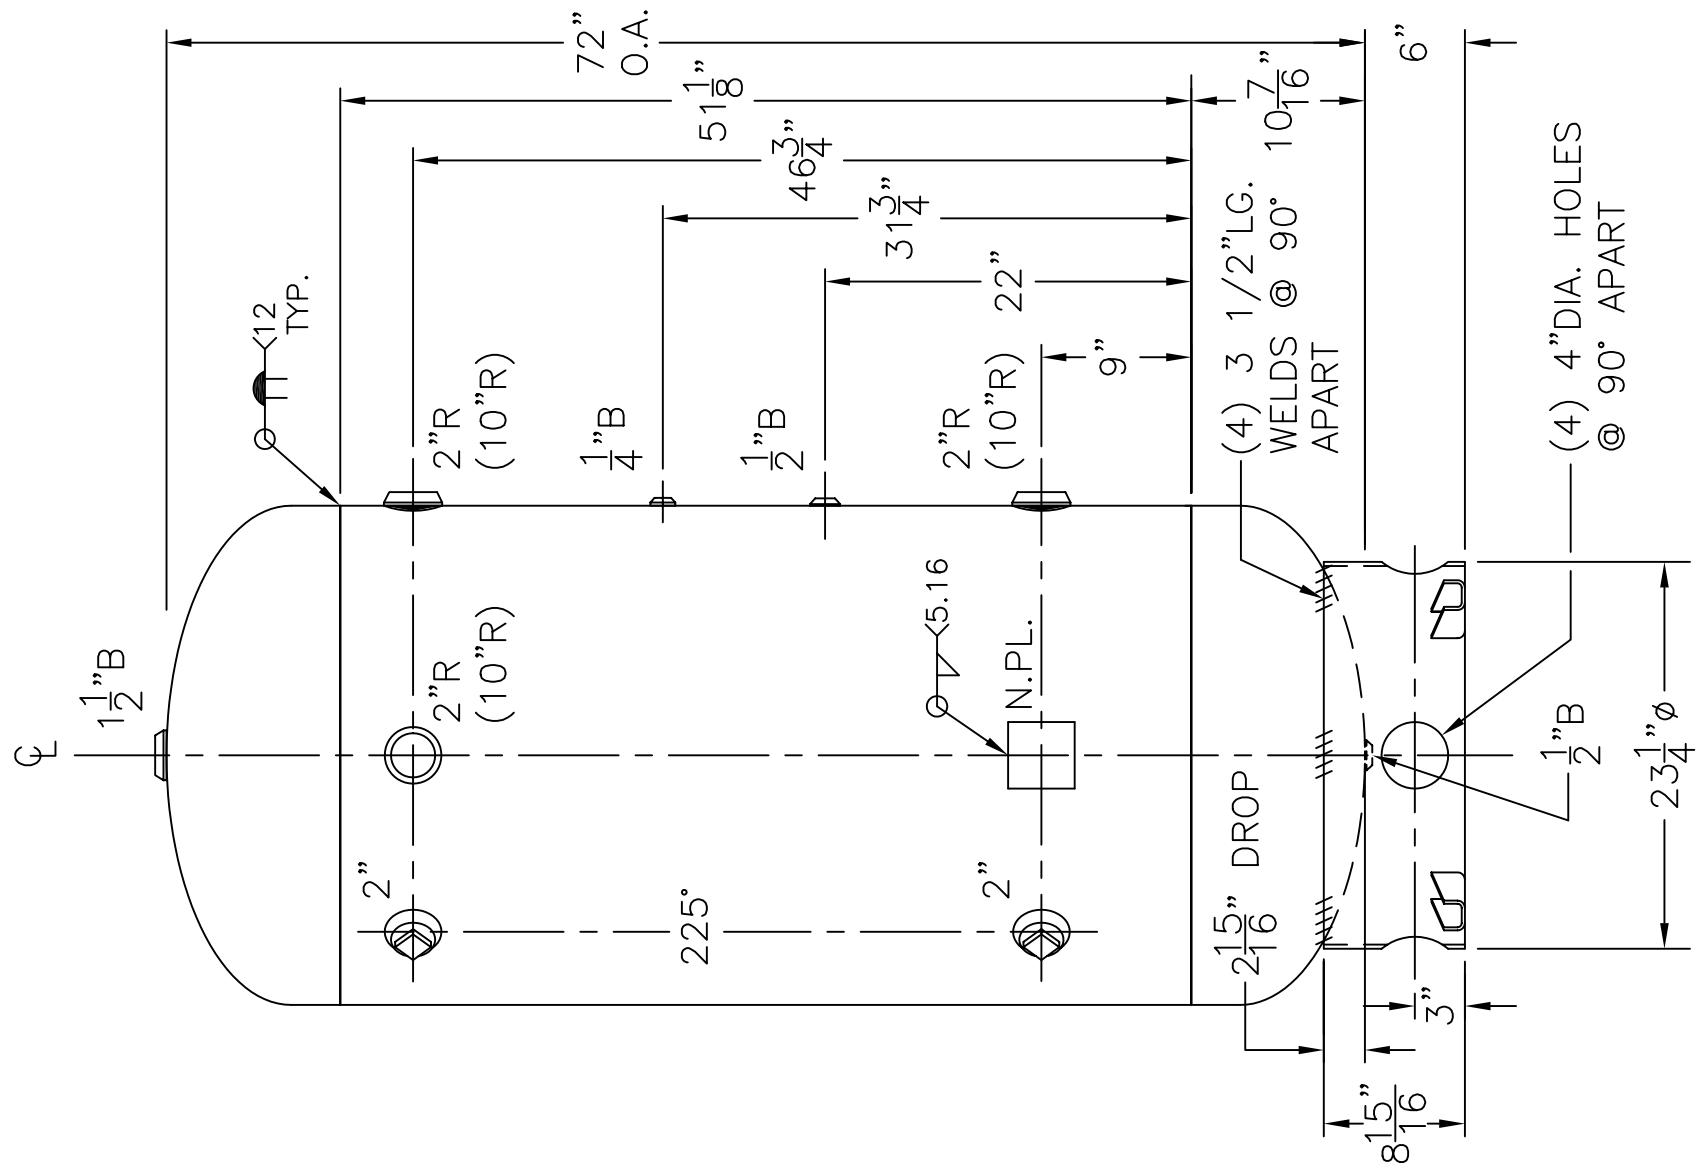 C L
1 1/2"B
72"
O.A.
51 1/8"
46 3/4"
31 3/4"
22"
9"
10 7/16"
6"
12
TYP.
2"R
(10"R)
1/4"B
1/2"B
2"R
(10"R)
2"R
(10"R)
5.16
N.PL.
(4) 3 1/2"LG.
WELDS @ 90°
APART
(4) 4"DIA. HOLES
@ 90° APART
2"
225°
2"
2 15/16" DROP
1/2"B
23 1/4"ø
3"
8 15/16"